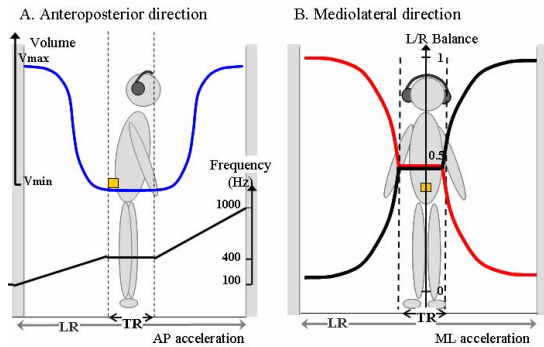 A. Anteroposterior direction
Volume
Vmax
Vmin
Frequency
(Hz)
1000
400
100
LR
TR
AP acceleration
B. Mediolateral direction
L/R Balance
1
0.5
0
LR
TR
ML acceleration